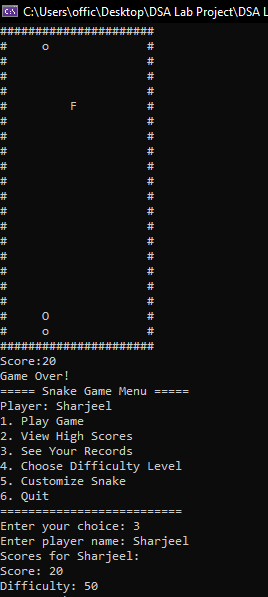 C:\Users\offic\Desktop\DSA Lab Project\DSA L
######################
#     o              #
#                    #
#                    #
#                    #
#         F          #
#                    #
#                    #
#                    #
#                    #
#                    #
#                    #
#                    #
#                    #
#                    #
#                    #
#                    #
#                    #
#                    #
#     O              #
#     o              #
######################
Score:20
Game Over!
===== Snake Game Menu =====
Player: Sharjeel
1. Play Game
2. View High Scores
3. See Your Records
4. Choose Difficulty Level
5. Customize Snake
6. Quit
==========================
Enter your choice: 3
Enter player name: Sharjeel
Scores for Sharjeel:
Score: 20
Difficulty: 50